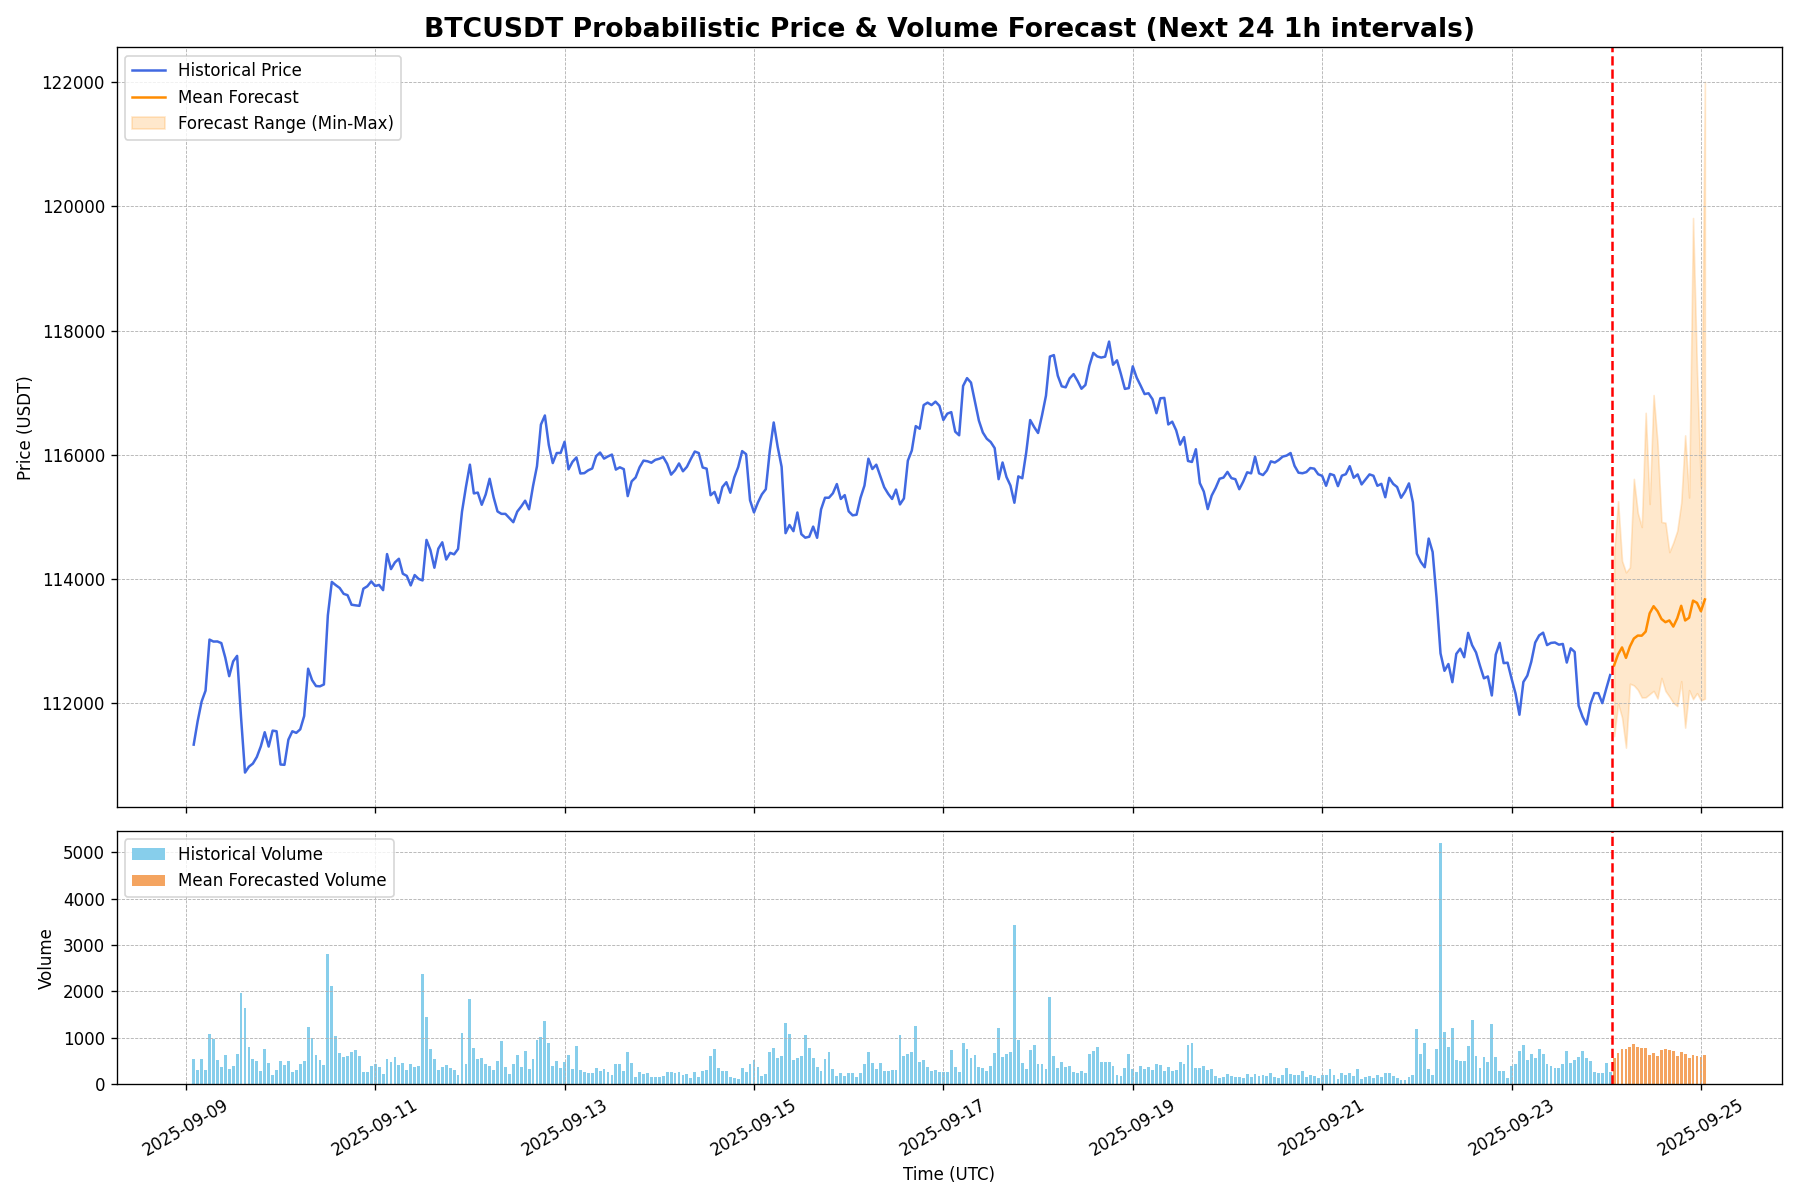 BTCUSDT Probabilistic Price & Volume Forecast (Next 24 1h intervals)
Historical Price
Mean Forecast
Forecast Range (Min-Max)
Price (USDT)
122000
120000
118000
116000
114000
112000
Historical Volume
Mean Forecasted Volume
Volume
5000
4000
3000
2000
1000
0
2025-09-09
2025-09-11
2025-09-13
2025-09-15
2025-09-17
2025-09-19
2025-09-21
2025-09-23
2025-09-25
Time (UTC)